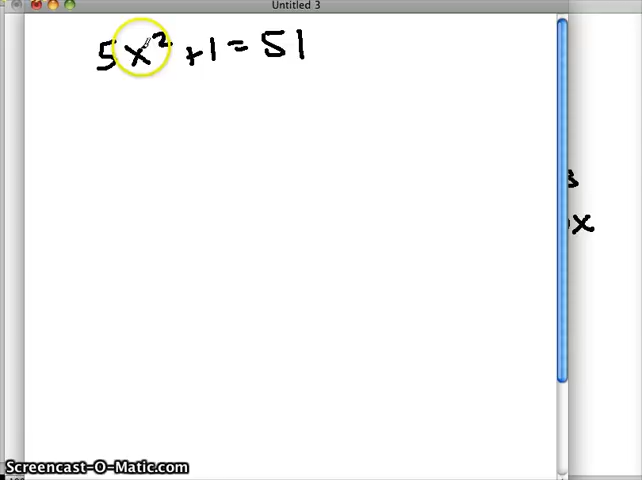 Untitled 3
5x² + 1 = 51
x
Screencast-O-Matic.com